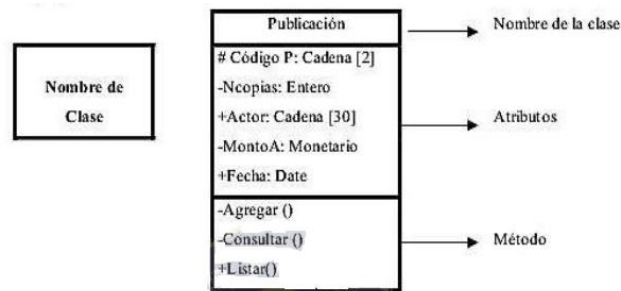 Nombre de
Clase
Publicación
# Código P: Cadena [2]
-Ncopias: Entero
+Actor: Cadena [30]
-MontoA: Monetario
+Fecha: Date
-Agregar ()
-Consultar ()
+Listar()
Nombre de la clase
Atributos
Método